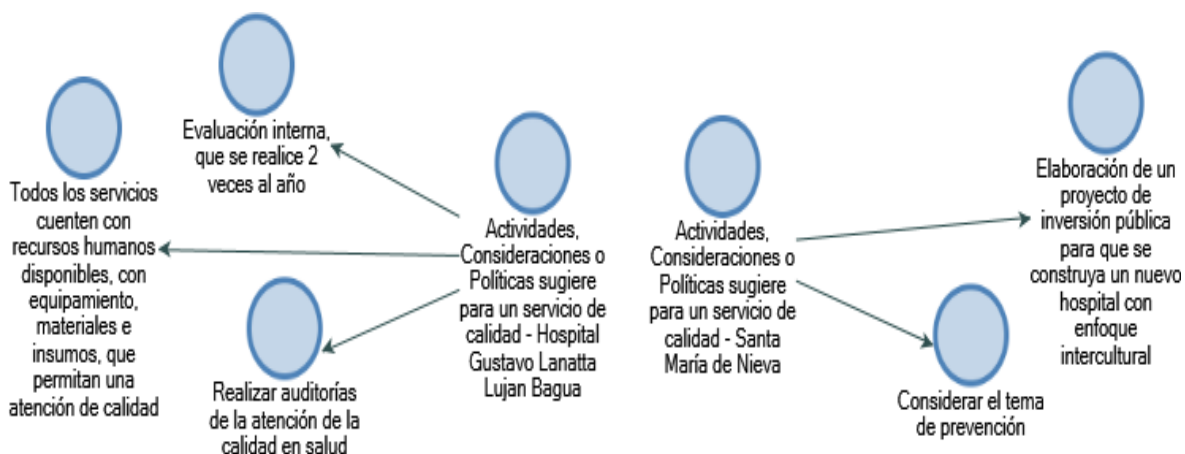 Evaluación interna,
que se realice 2
veces al año
Todos los servicios
cuenten con
recursos humanos
disponibles, con
equipamiento,
materiales e
insumos, que
permitan una
atención de calidad
Realizar auditorías
de la atención de la
calidad en salud
Actividades,
Consideraciones o
Políticas sugiere
para un servicio de
calidad - Hospital
Gustavo Lanatta
Lujan Bagua
Actividades,
Consideraciones o
Políticas sugiere
para un servicio de
calidad - Santa
María de Nieva
Elaboración de un
proyecto de
inversión pública
para que se
construya un nuevo
hospital con
enfoque
intercultural
Considerar el tema
de prevención